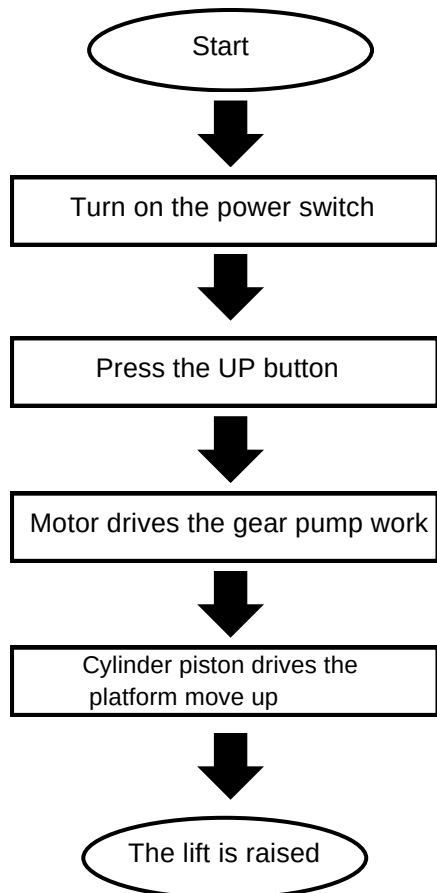 Start
Turn on the power switch
Press the UP button
Motor drives the gear pump work
Cylinder piston drives the
platform move up
The lift is raised